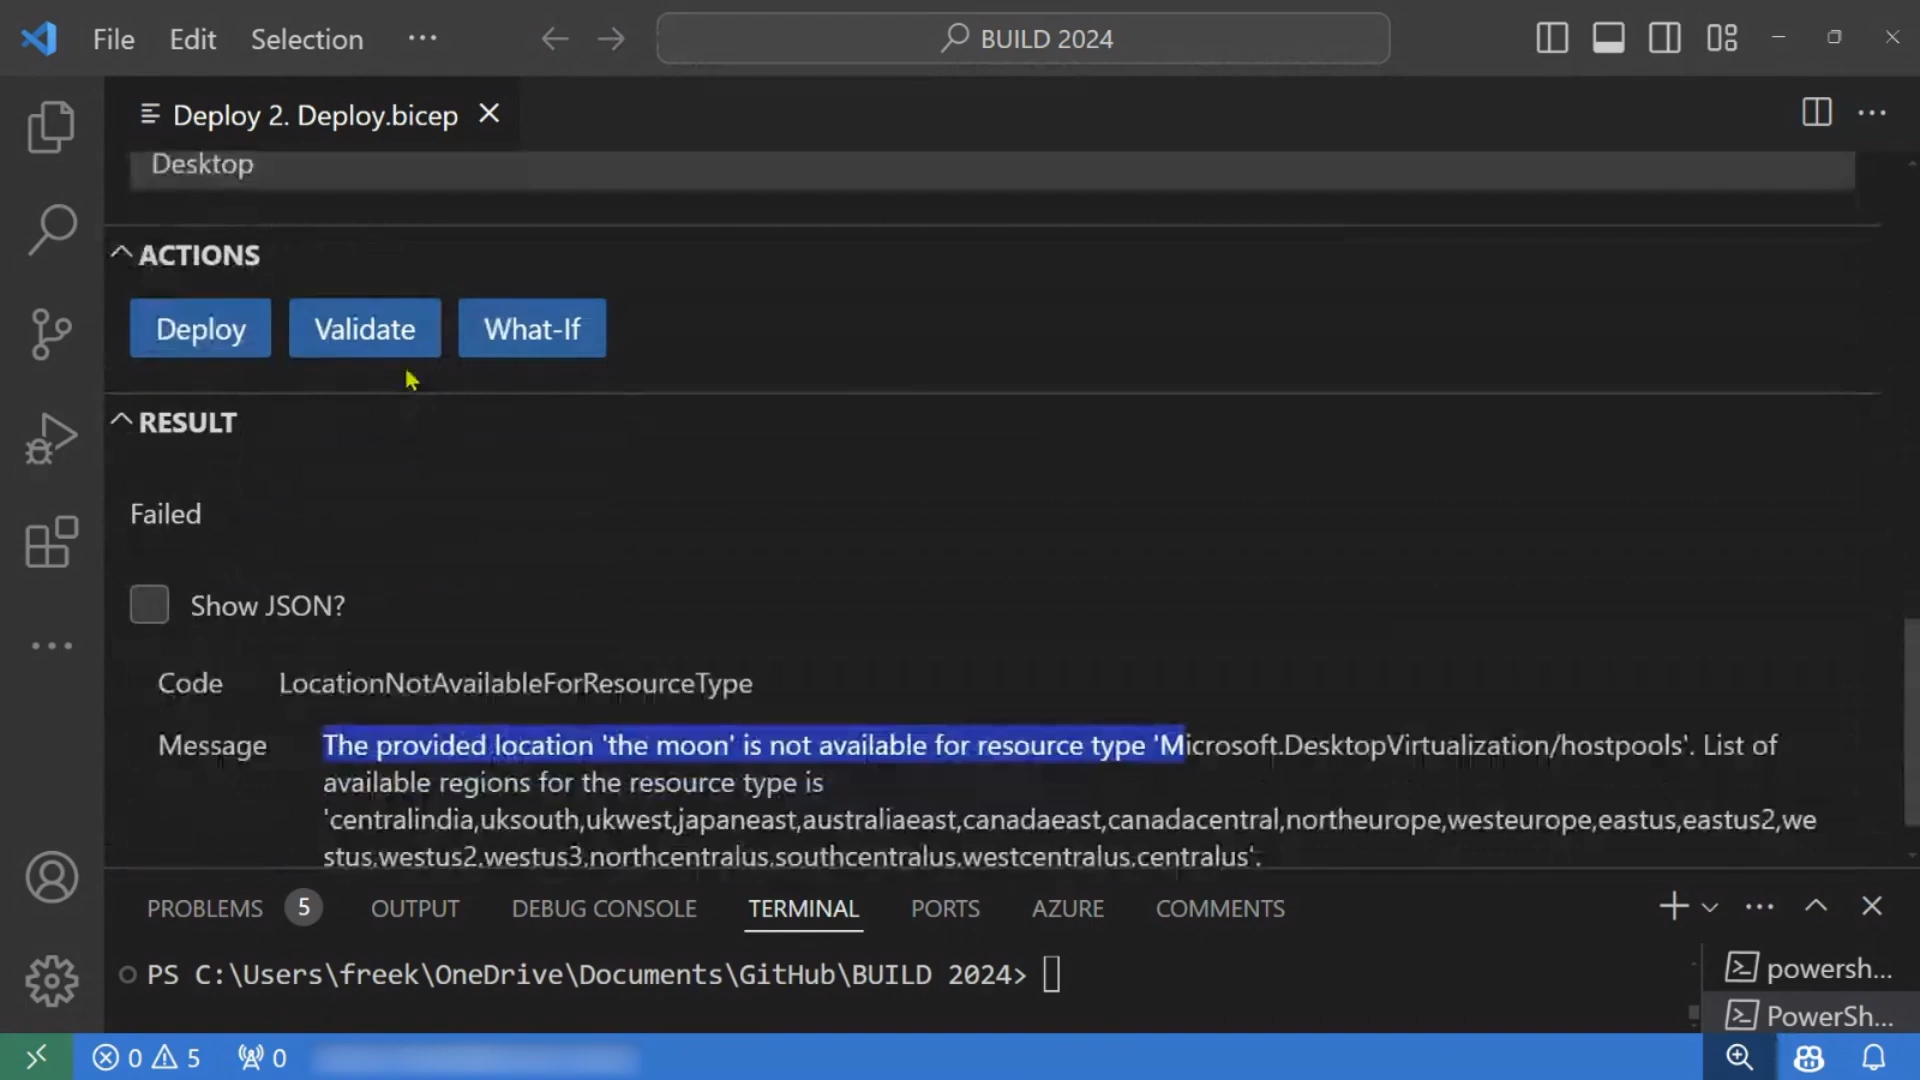 File Edit Selection ··· BUILD 2024
Deploy 2. Deploy.bicep
Desktop
ACTIONS
Deploy Validate What-If
RESULT
Failed
Show JSON?
Code LocationNotAvailableForResourceType
Message The provided location 'the moon' is not available for resource type 'Microsoft.DesktopVirtualization/hostpools'. List of
available regions for the resource type is
'centralindia,uksouth,ukwest,japaneast,australiaeast,canadaeast,canadacentral,northeurope,westeurope,eastus,eastus2,we
stus,westus2,westus3,northcentralus,southcentralus,westcentralus,centralus'.
PROBLEMS 5 OUTPUT DEBUG CONSOLE TERMINAL PORTS AZURE COMMENTS
PS C:\Users\freek\OneDrive\Documents\GitHub\BUILD 2024>
powersh...
PowerSh...
0 5 0